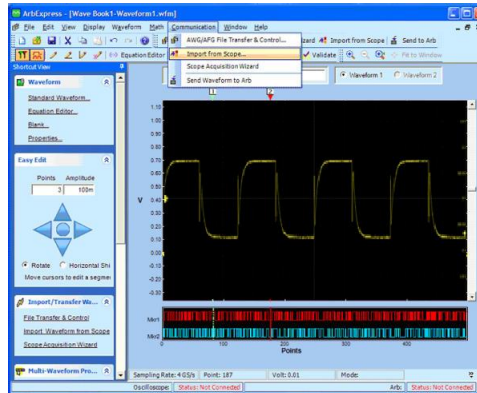 ArbExpress - [Wave Book1-Waveform1.wfm]
File Edit View Display Waveform Math Communication Window Help
AWG/AFG File Transfer & Control...
Import from Scope...
Scope Acquisition Wizard
Send Waveform to Arb
Import from Scope Send to Arb
Equation Editor Validate Fit to Window
Shortcut View
Waveform 1 Waveform 2
Waveform
Standard Waveform...
Equation Editor...
Blank...
Properties...
Easy Edit
Points Amplitude
3 100m
Rotate Horizontal Shi
Move cursors to edit a segmen
Import/Transfer Wa...
File Transfer & Control
Import Waveform from Scope
Scope Acquisition Wizard
Multi-Waveform Pro...
1 2
1.10
1.00
0.90
0.80
0.70
0.60
0.50
V 0.40
0.30
0.20
0.10
0.00
-0.10
-0.20
-0.30
Mkr1
Mkr2
0 100 200 300 400
Points
Sampling Rate: 4 GS/s Point: 187 Volt: 0.01 Mode:
Oscilloscope: Status: Not Connected Arb: Status: Not Connected